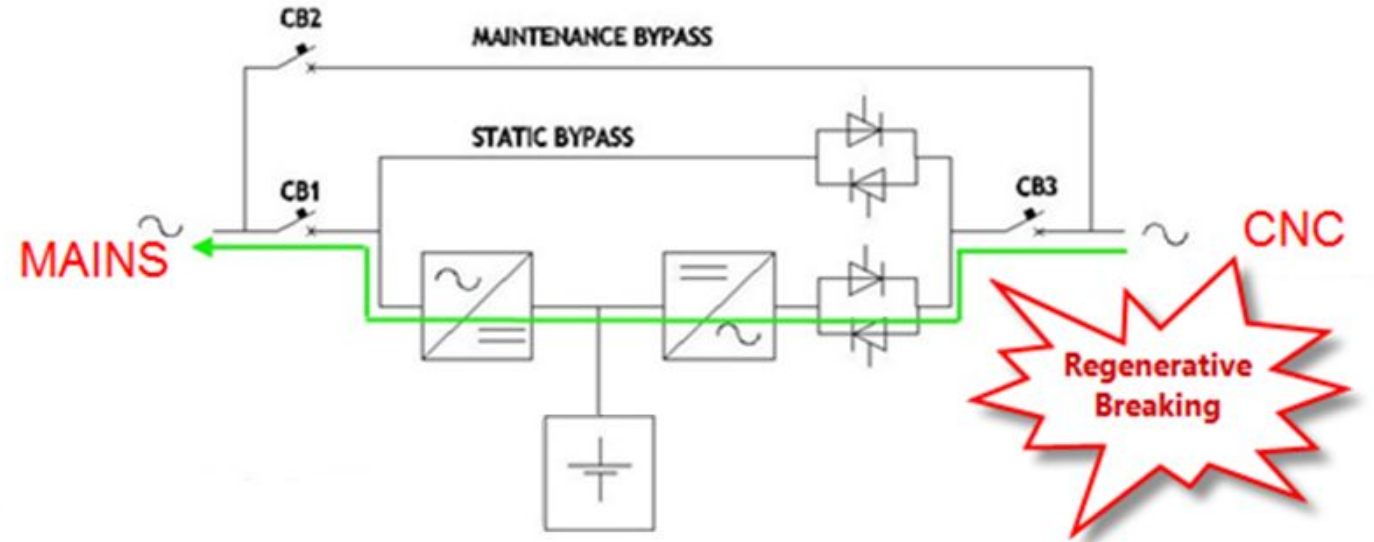 CB2
MAINTENANCE BYPASS
STATIC BYPASS
CB1
CB3
MAINS
CNC
Regenerative
Breaking